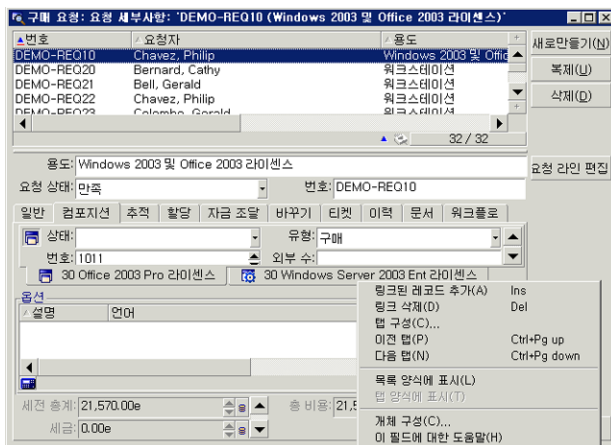 구매 요청: 요청 세부사항: 'DEMO-REQ10 (Windows 2003 및 Office 2003 라이센스)'
번호 요청자 용도
새로만들기(N)
DEMO-REQ10 Chavez, Philip Windows 2003 및 Offic
DEMO-REQ20 Bernard, Cathy 워크스테이션
복제(U)
DEMO-REQ21 Bell, Gerald 워크스테이션
DEMO-REQ22 Chavez, Philip 워크스테이션
삭제(D)
DEMO-REQ23 Colombo, Gerald 워크스테이션
32 / 32
용도: Windows 2003 및 Office 2003 라이센스
요청 라인 편집
요청 상태: 만족 번호: DEMO-REQ10
일반 컴포지션 추적 할당 자금 조달 바꾸기 티켓 이력 문서 워크플로
상태: 유형: 구매
번호: 1011 외부 수:
30 Office 2003 Pro 라이센스 30 Windows Server 2003 Ent 라이센스
옵션
설명 언어
링크된 레코드 추가(A) Ins
링크 삭제(D) Del
탭 구성(C)...
이전 탭(P) Ctrl+Pg up
다음 탭(N) Ctrl+Pg down
목록 양식에 표시(L)
탭 양식에 표시(T)
세전 총계: 21,570.00e 총 비용: 21,5
개체 구성(C)...
세금: 0.00e
이 필드에 대한 도움말(H)